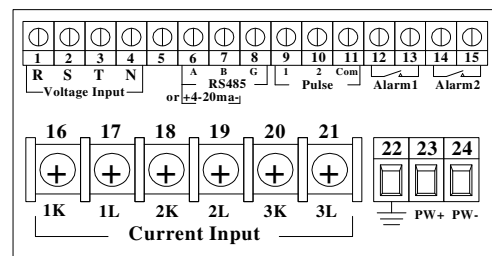 1 2 3 4 5 6 7 8 9 10 11 12 13 14 15
R S T N A B G 1 2 Com
Voltage Input RS485 Pulse Alarm1 Alarm2
or +4-20ma-
16 17 18 19 20 21 22 23 24
1K 1L 2K 2L 3K 3L PW+ PW-
Current Input